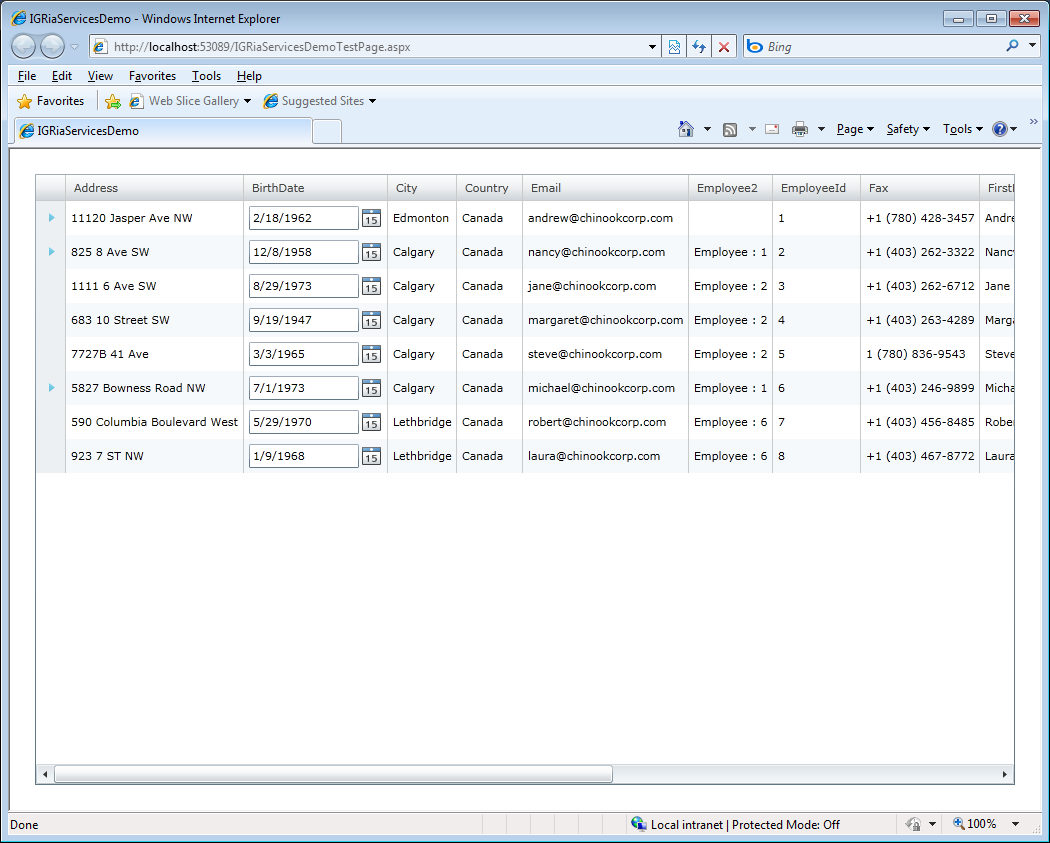 IGRiaServicesDemo - Windows Internet Explorer
http://localhost:53089/IGRiaServicesDemoTestPage.aspx Bing
File Edit View Favorites Tools Help
Favorites Web Slice Gallery Suggested Sites
IGRiaServicesDemo Page Safety Tools
Address BirthDate City Country Email Employee2 EmployeeId Fax
11120 Jasper Ave NW 2/18/1962 15 Edmonton Canada andrew@chinookcorp.com 1 +1 (780) 428-3457 Andre
825 8 Ave SW 12/8/1958 15 Calgary Canada nancy@chinookcorp.com Employee : 1 2 +1 (403) 262-3322 Nanc
1111 6 Ave SW 8/29/1973 15 Calgary Canada jane@chinookcorp.com Employee : 2 3 +1 (403) 262-6712 Jane
683 10 Street SW 9/19/1947 15 Calgary Canada margaret@chinookcorp.com Employee : 2 4 +1 (403) 263-4289 Marga
7727B 41 Ave 3/3/1965 15 Calgary Canada steve@chinookcorp.com Employee : 2 5 1 (780) 836-9543 Steve
5827 Bowness Road NW 7/1/1973 15 Calgary Canada michael@chinookcorp.com Employee : 1 6 +1 (403) 246-9899 Micha
590 Columbia Boulevard West 5/29/1970 15 Lethbridge Canada robert@chinookcorp.com Employee : 6 7 +1 (403) 456-8485 Rober
923 7 ST NW 1/9/1968 15 Lethbridge Canada laura@chinookcorp.com Employee : 6 8 +1 (403) 467-8772 Laura
Done Local intranet | Protected Mode: Off 100%